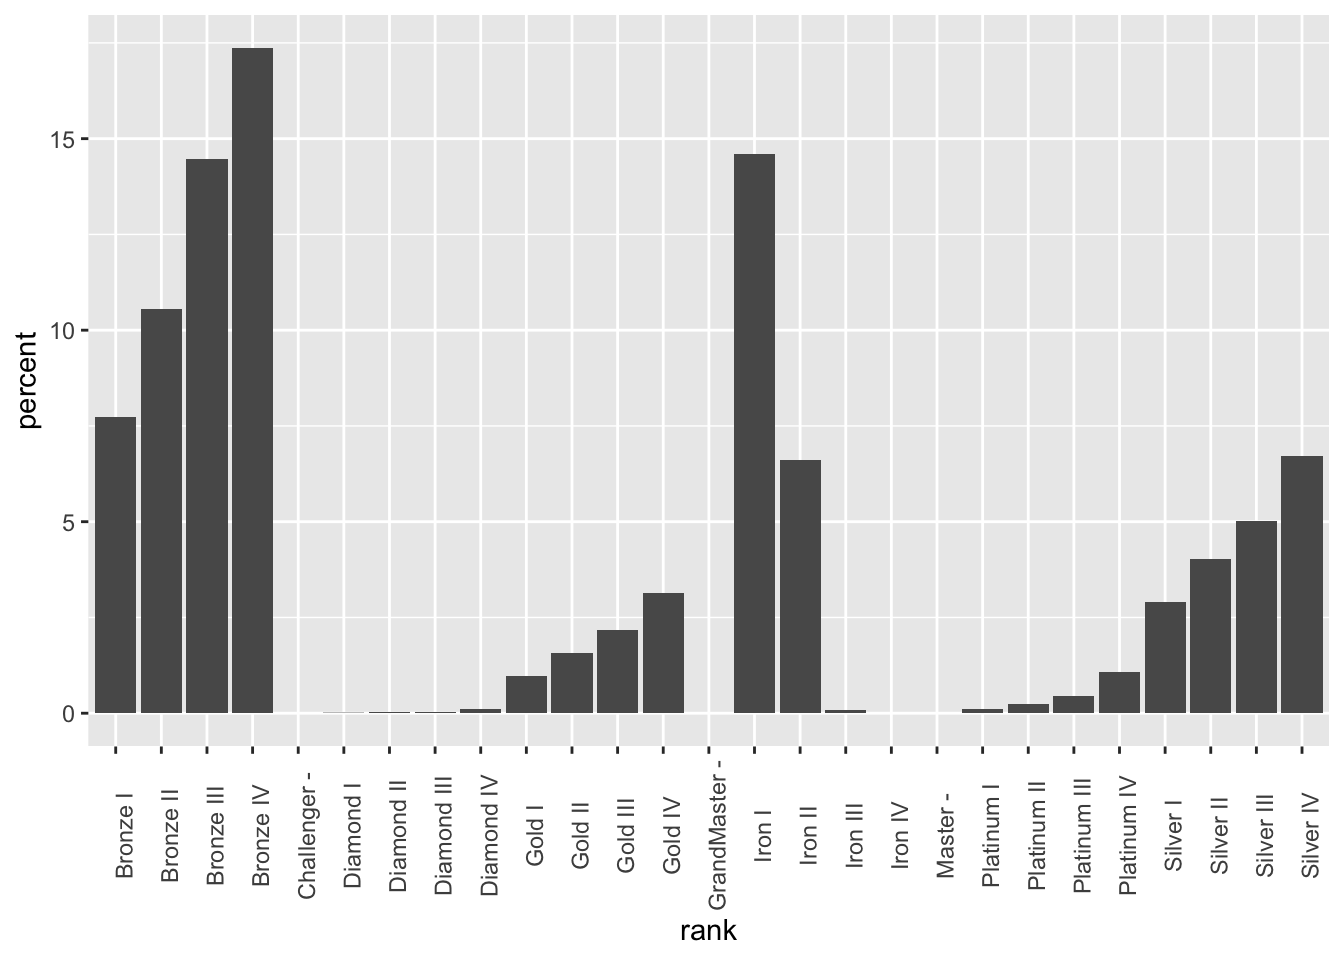 percent
15
10
5
0
Bronze I
Bronze II
Bronze III
Bronze IV
Challenger -
Diamond I
Diamond II
Diamond III
Diamond IV
Gold I
Gold II
Gold III
Gold IV
GrandMaster -
Iron I
Iron II
Iron III
Iron IV
Master -
Platinum I
Platinum II
Platinum III
Platinum IV
Silver I
Silver II
Silver III
Silver IV
rank